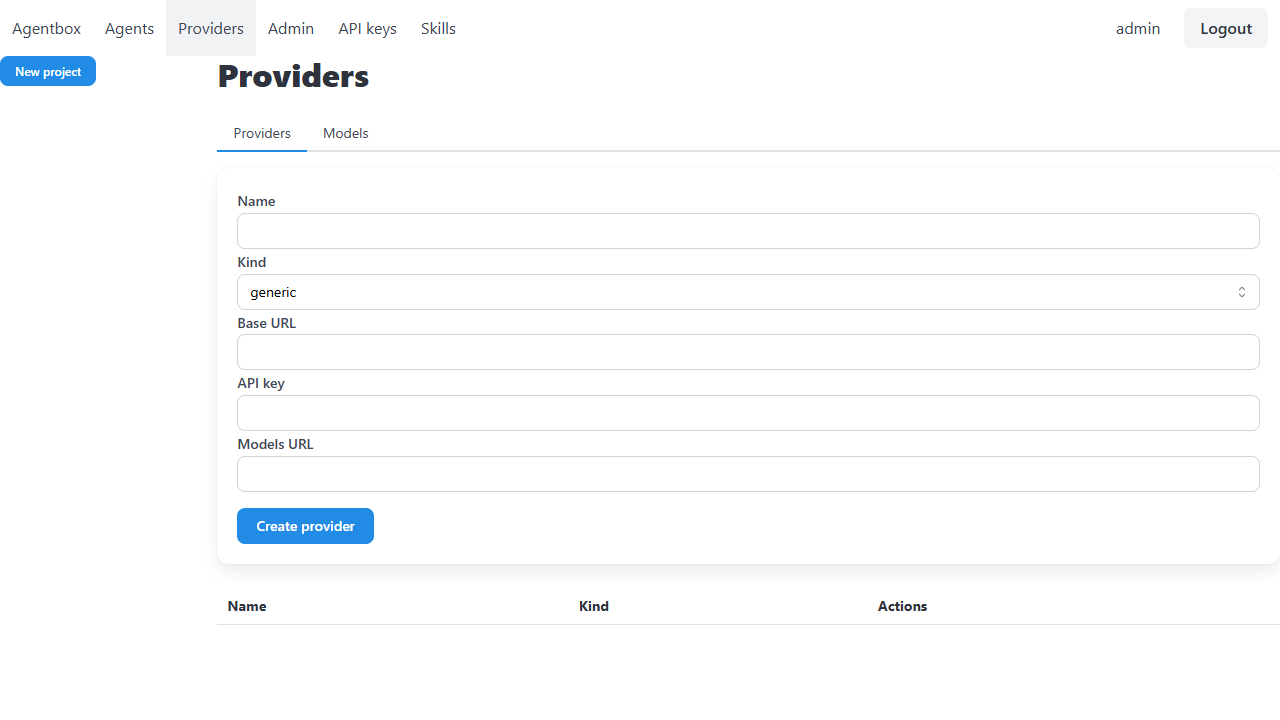 Agentbox Agents Providers Admin API keys Skills admin Logout
New project
Providers
Providers Models
Name
Kind
generic
Base URL
API key
Models URL
Create provider
Name Kind Actions